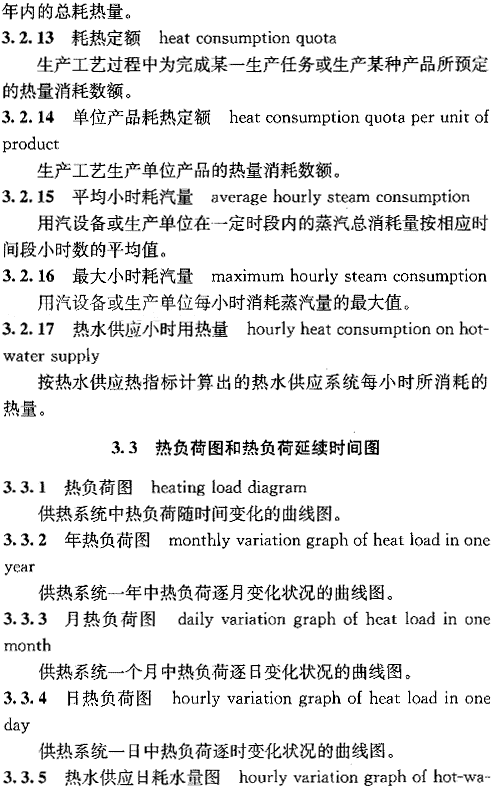 年内的总耗热量。
3.2.13 耗热定额 heat consumption quota
生产工艺过程中为完成某一生产任务或生产某种产品所预定
的热量消耗数额。
3.2.14 单位产品耗热定额 heat consumption quota per unit of
product
生产工艺生产单位产品的热量消耗数额。
3.2.15 平均小时耗汽量 average hourly steam consumption
用汽设备或生产单位在一定时段内的蒸汽总消耗量按相应时
间段小时数的平均值。
3.2.16 最大小时耗汽量 maximum hourly steam consumption
用汽设备或生产单位每小时消耗蒸汽量的最大值。
3.2.17 热水供应小时用热量 hourly heat consumption on hot-
water supply
按热水供应热指标计算出的热水供应系统每小时所消耗的
热量。
3.3 热负荷图和热负荷延续时间图
3.3.1 热负荷图 heating load diagram
供热系统中热负荷随时间变化的曲线图。
3.3.2 年热负荷图 monthly variation graph of heat load in one
year
供热系统一年中热负荷逐月变化状况的曲线图。
3.3.3 月热负荷图 daily variation graph of heat load in one
month
供热系统一个月中热负荷逐日变化状况的曲线图。
3.3.4 日热负荷图 hourly variation graph of heat load in one
day
供热系统一日中热负荷逐时变化状况的曲线图。
3.3.5 热水供应日耗水量图 hourly variation graph of hot-wa-